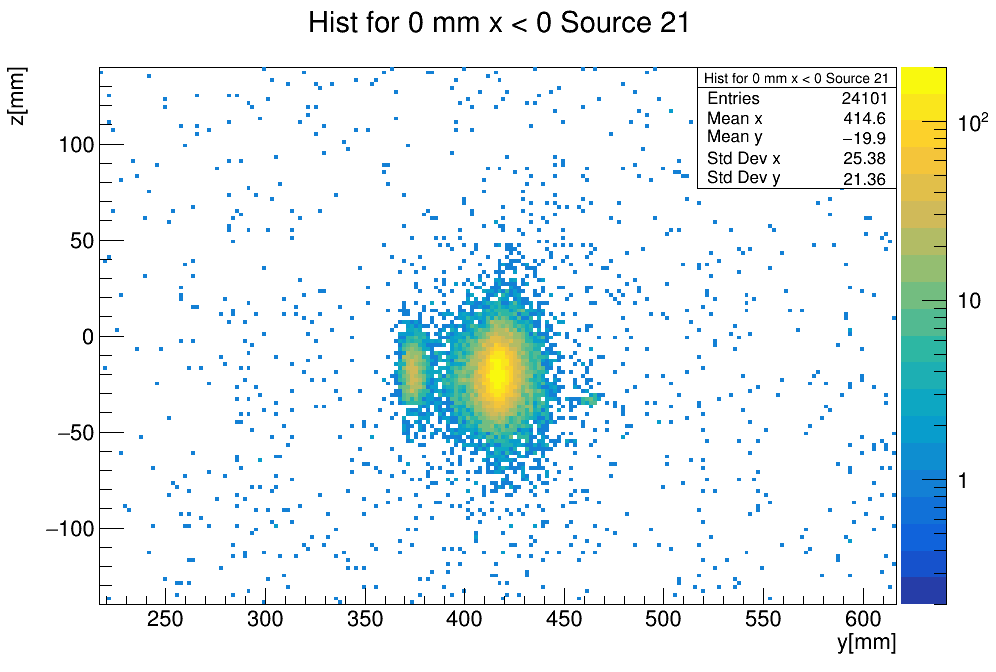 Hist for 0 mm x < 0 Source 21
z[mm]
Hist for 0 mm x < 0 Source 21
Entries 24101
Mean x 414.6
Mean y −19.9
Std Dev x 25.38
Std Dev y 21.36
100
50
0
−50
−100
250 300 350 400 450 500 550 600
y[mm]
10²
10
1